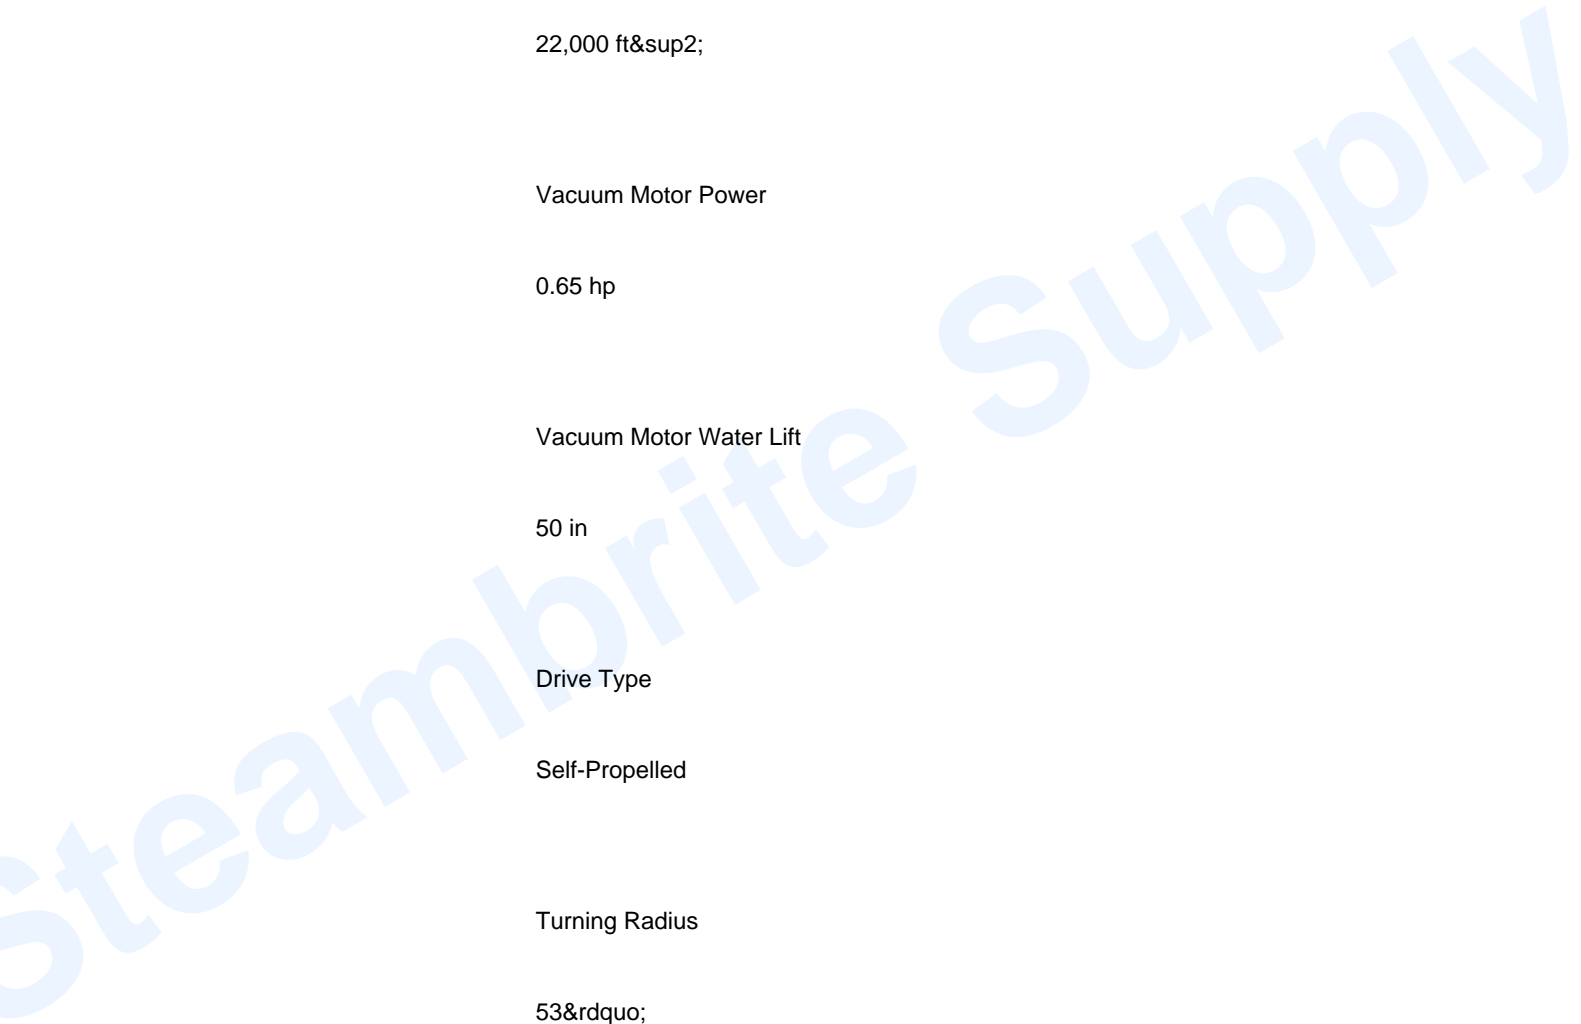 22,000 ft&sup2;
Vacuum Motor Power
0.65 hp
Vacuum Motor Water Lift
50 in
Drive Type
Self-Propelled
Turning Radius
53&rdquo;
Steambrite Supply